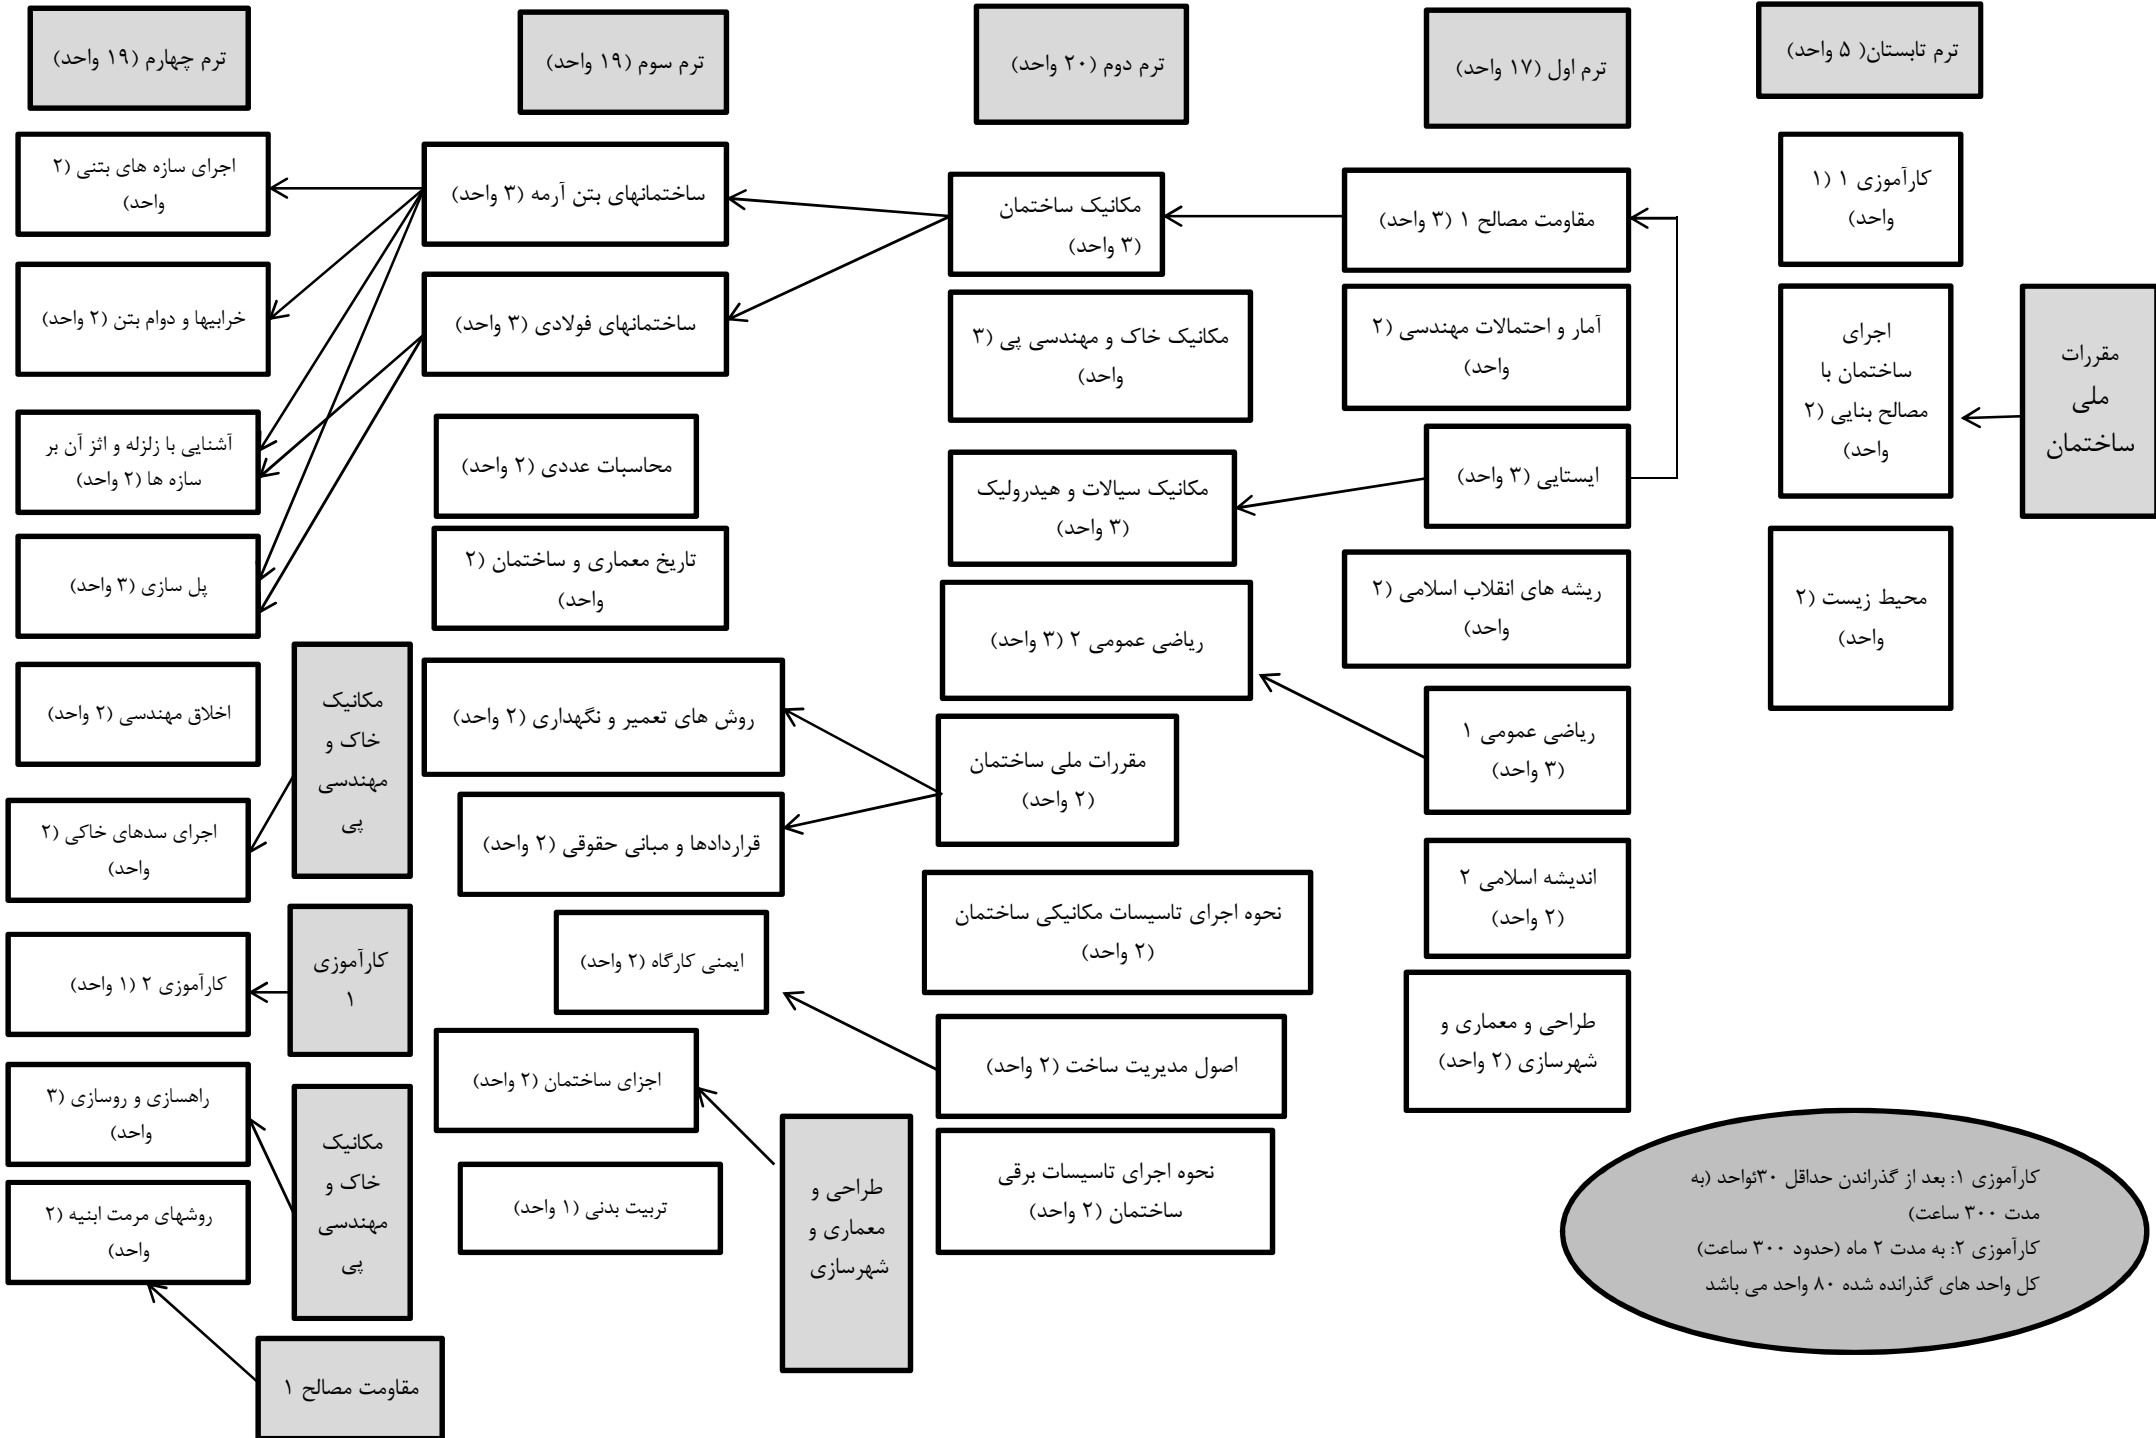 ترم تابستان( ۵ واحد)
کارآموزی ۱ (۱
واحد)
اجرای
ساختمان با
مصالح بنایی (۲
واحد)
محیط زیست (۲
واحد)
مقررات
ملی
ساختمان
ترم اول (۱۷ واحد)
مقاومت مصالح ۱ (۳ واحد)
آمار و احتمالات مهندسی (۲
واحد)
ایستایی (۳ واحد)
ریشه های انقلاب اسلامی (۲
واحد)
ریاضی عمومی ۱
(۳ واحد)
اندیشه اسلامی ۲
(۲ واحد)
طراحی و معماری و
شهرسازی (۲ واحد)
ترم دوم (۲۰ واحد)
مکانیک ساختمان
(۳ واحد)
مکانیک خاک و مهندسی پی (۳
واحد)
مکانیک سیالات و هیدرولیک
(۳ واحد)
ریاضی عمومی ۲ (۳ واحد)
مقررات ملی ساختمان
(۲ واحد)
نحوه اجرای تاسیسات مکانیکی ساختمان
(۲ واحد)
اصول مدیریت ساخت (۲ واحد)
نحوه اجرای تاسیسات برقی
ساختمان (۲ واحد)
ترم سوم (۱۹ واحد)
ساختمانهای بتن آرمه (۳ واحد)
ساختمانهای فولادی (۳ واحد)
محاسبات عددی (۲ واحد)
تاریخ معماری و ساختمان (۲
واحد)
روش های تعمیر و نگهداری (۲ واحد)
قراردادها و مبانی حقوقی (۲ واحد)
ایمنی کارگاه (۲ واحد)
اجزای ساختمان (۲ واحد)
تربیت بدنی (۱ واحد)
طراحی و
معماری و
شهرسازی
ترم چهارم (۱۹ واحد)
اجرای سازه های بتنی (۲
واحد)
خرابیها و دوام بتن (۲ واحد)
آشنایی با زلزله و اثز آن بر
سازه ها (۲ واحد)
پل سازی (۳ واحد)
اخلاق مهندسی (۲ واحد)
اجرای سدهای خاکی (۲
واحد)
کارآموزی ۲ (۱ واحد)
راهسازی و روسازی (۳
واحد)
روشهای مرمت ابنیه (۲
واحد)
مکانیک
خاک و
مهندسی
پی
کارآموزی
۱
مکانیک
خاک و
مهندسی
پی
مقاومت مصالح ۱
کارآموزی ۱: بعد از گذراندن حداقل ۳۰ئواحد (به
مدت ۳۰۰ ساعت)
کارآموزی ۲: به مدت ۲ ماه (حدود ۳۰۰ ساعت)
کل واحد های گذرانده شده ۸۰ واحد می باشد